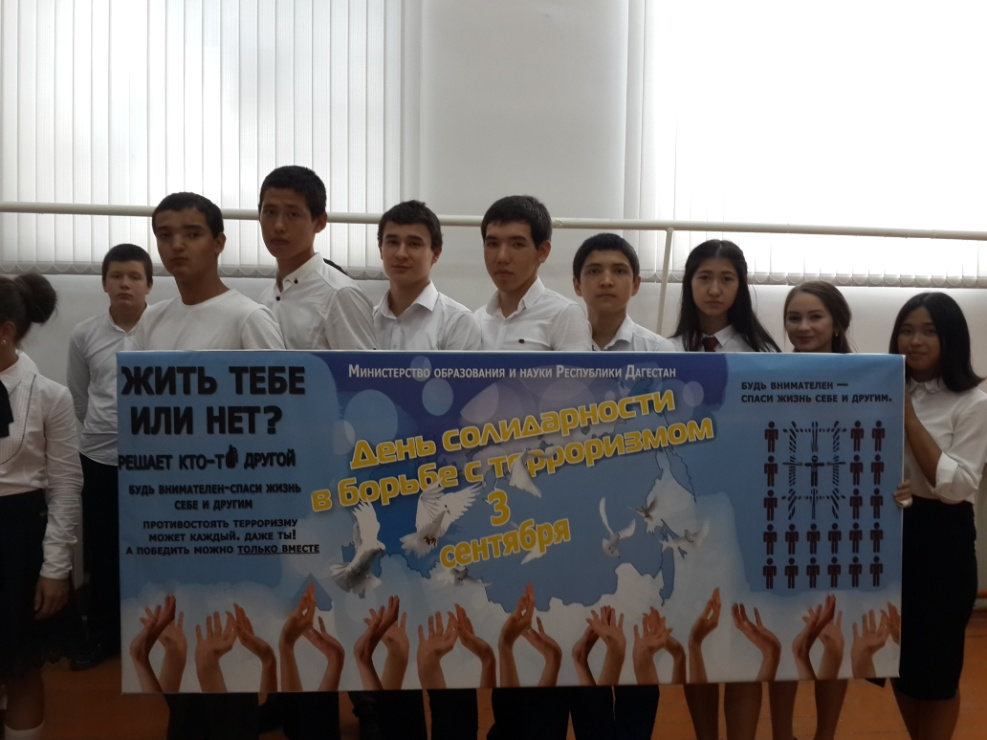 ЖИТЬ ТЕБЕ
ИЛИ НЕТ?
РЕШАЕТ КТО-ТО ДРУГОЙ
БУДЬ ВНИМАТЕЛЕН-СПАСИ ЖИЗНЬ
СЕБЕ И ДРУГИМ
ПРОТИВОСТОЯТЬ ТЕРРОРИЗМУ
МОЖЕТ КАЖДЫЙ. ДАЖЕ ТЫ!
А ПОБЕДИТЬ МОЖНО ТОЛЬКО ВМЕСТЕ
МИНИСТЕРСТВО ОБРАЗОВАНИЯ И НАУКИ РЕСПУБЛИКИ ДАГЕСТАН
День солидарности
в борьбе с терроризмом
3
сентября
БУДЬ ВНИМАТЕЛЕН —
СПАСИ ЖИЗНЬ СЕБЕ И ДРУГИМ.